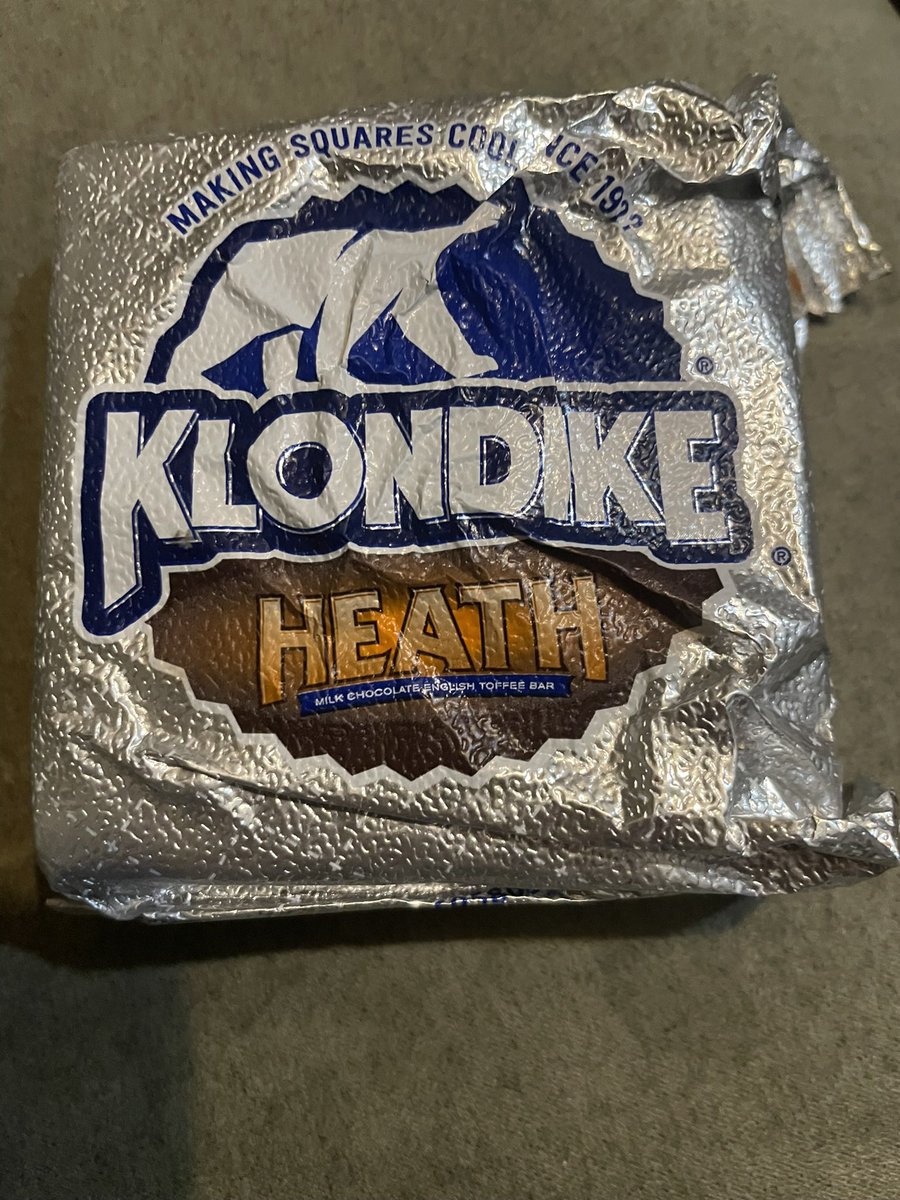 MAKING SQUARES COOL
KLONDIKE®
HEATH®
MILK CHOCOLATE ENGLISH TOFFEE BAR